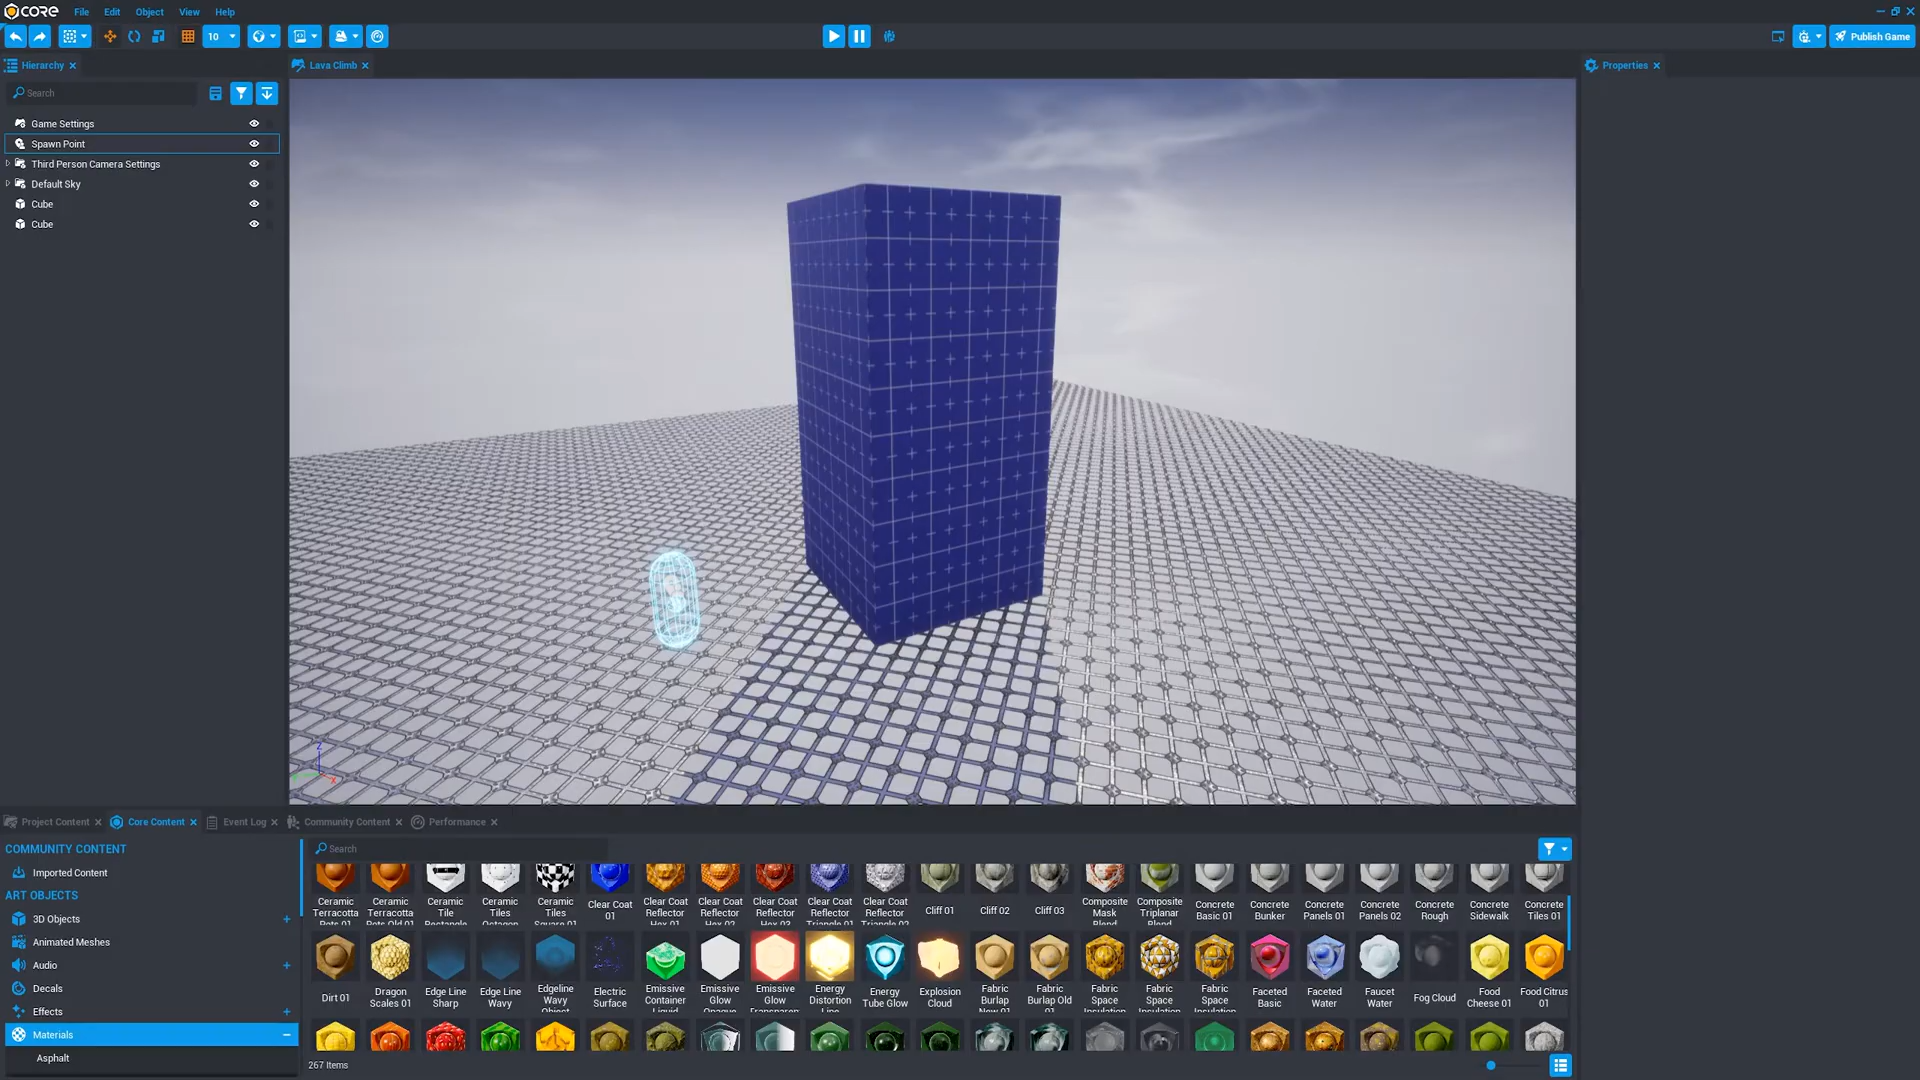 CORE
File Edit Object View Help
10
Publish Game
Hierarchy
Lava Climb
Properties
Search
Game Settings
Spawn Point
Third Person Camera Settings
Default Sky
Cube
Cube
Z
X
Project Content
Core Content
Event Log
Community Content
Performance
COMMUNITY CONTENT
Imported Content
ART OBJECTS
3D Objects
Animated Meshes
Audio
Decals
Effects
Materials
Asphalt
Search
Ceramic Terracotta
Ceramic Terracotta
Ceramic Tile
Ceramic Tiles
Ceramic Tiles
Clear Coat 01
Clear Coat Reflector
Clear Coat Reflector
Clear Coat Reflector
Clear Coat Reflector
Clear Coat Reflector
Cliff 01
Cliff 02
Cliff 03
Composite Mask
Composite Triplanar
Concrete Basic 01
Concrete Bunker
Concrete Panels 01
Concrete Panels 02
Concrete Rough
Concrete Sidewalk
Concrete Tiles 01
Dirt 01
Dragon Scales 01
Edge Line Sharp
Edge Line Wavy
Edgeline Wavy
Electric Surface
Emissive Container
Emissive Glow
Emissive Glow
Energy Distortion
Energy Tube Glow
Explosion Cloud
Fabric Burlap
Fabric Burlap Old
Fabric Space
Fabric Space
Fabric Space
Faceted Basic
Faceted Water
Faucet Water
Fog Cloud
Food Cheese 01
Food Citrus 01
267 Items